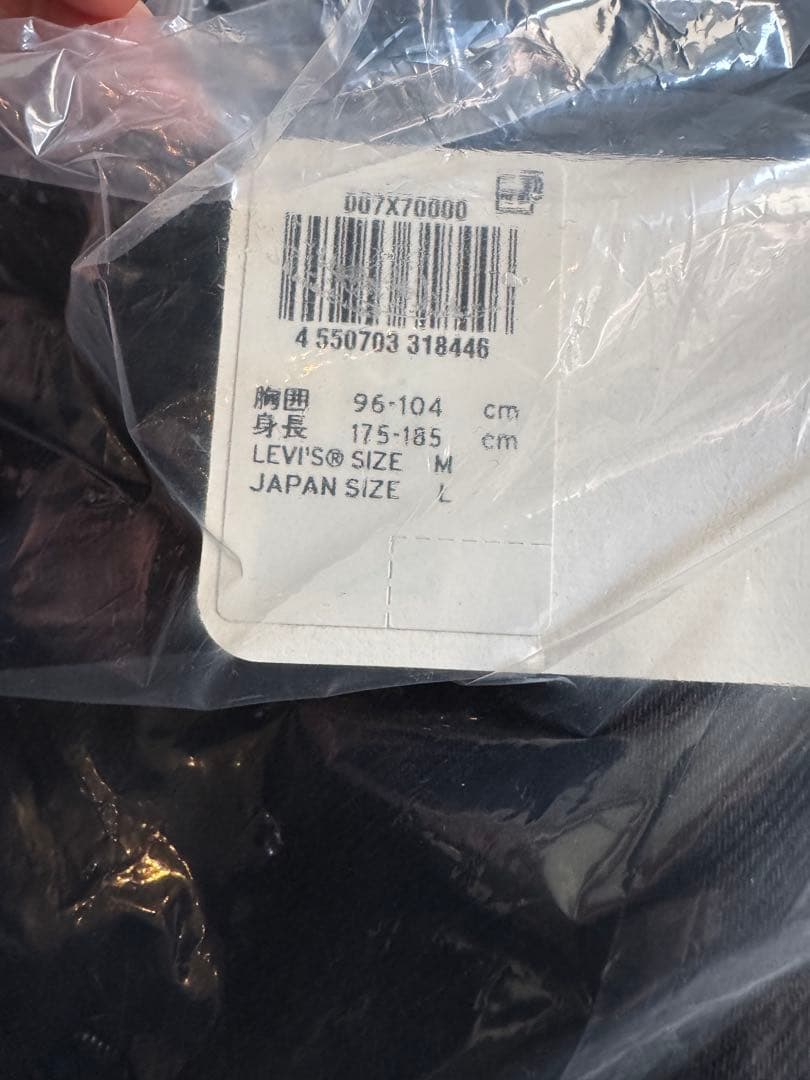 007X70000
4 550703 318446
胸囲 96-104 cm
身長 175-185 cm
LEVI'S® SIZE M
JAPAN SIZE L